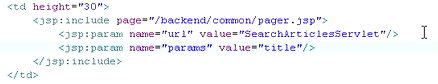 <td height="30">
<jsp:include page="/backend/common/pager.jsp">
<jsp:param name="url" value="SearchArticlesServlet"/>
<jsp:param name="params" value="title"/>
</jsp:include>
</td>